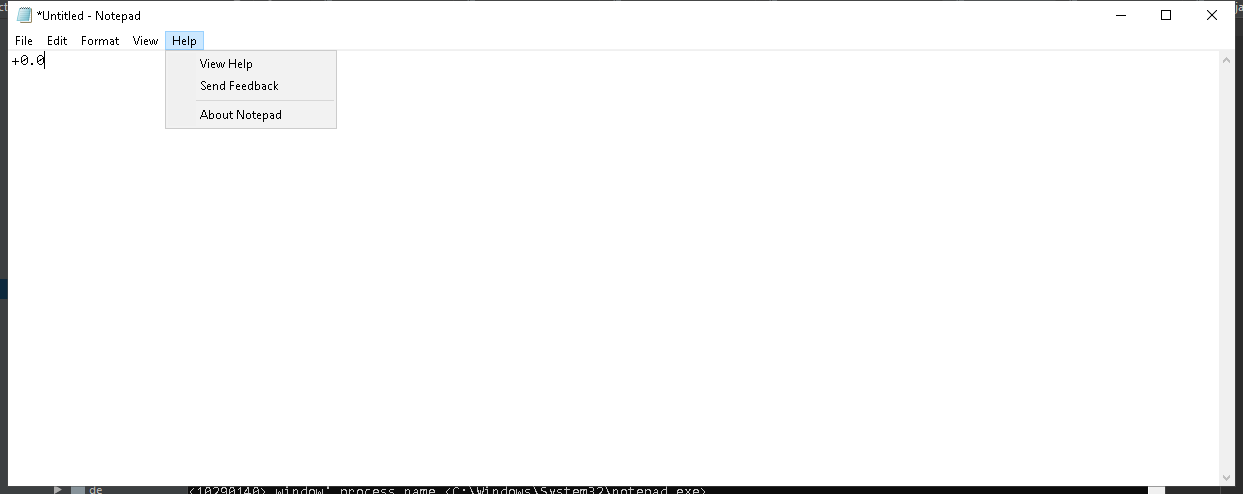 *Untitled - Notepad
File Edit Format View Help
+0.0
View Help
Send Feedback
About Notepad
de
<10290140> window' process name <C:\Windows\System32\notepad.exe>